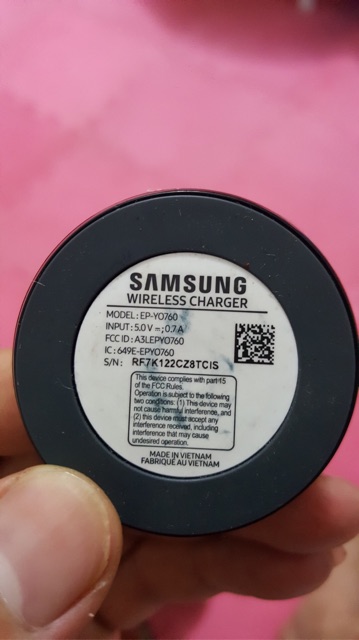 SAMSUNG
WIRELESS CHARGER
MODEL: EP-YO760
INPUT: 5.0 V ⎓; 0.7 A
FCC ID: A3LEPYO760
IC: 649E-EPYO760
S/N: RF7K122CZ8TCIS
This device complies with part 15
of the FCC Rules.
Operation is subject to the following
two conditions: (1) This device may
not cause harmful interference, and
(2) this device must accept any
interference received, including
interference that may cause
undesired operation.
MADE IN VIETNAM
FABRIQUÉ AU VIETNAM